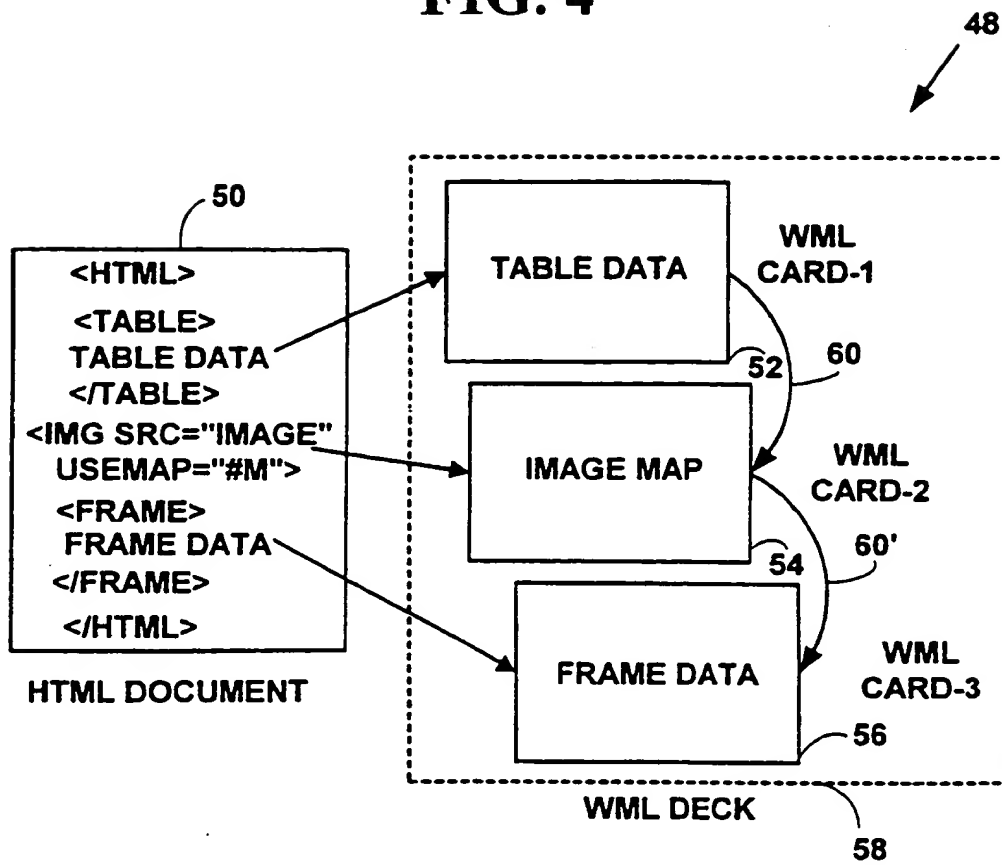 FIG. 4
48
50
<HTML>
<TABLE>
TABLE DATA
</TABLE>
<IMG SRC="IMAGE"
USEMAP="#M">
<FRAME>
FRAME DATA
</FRAME>
</HTML>
HTML DOCUMENT
TABLE DATA
WML
CARD-1
52
60
IMAGE MAP
WML
CARD-2
54
60'
FRAME DATA
WML
CARD-3
56
WML DECK
58